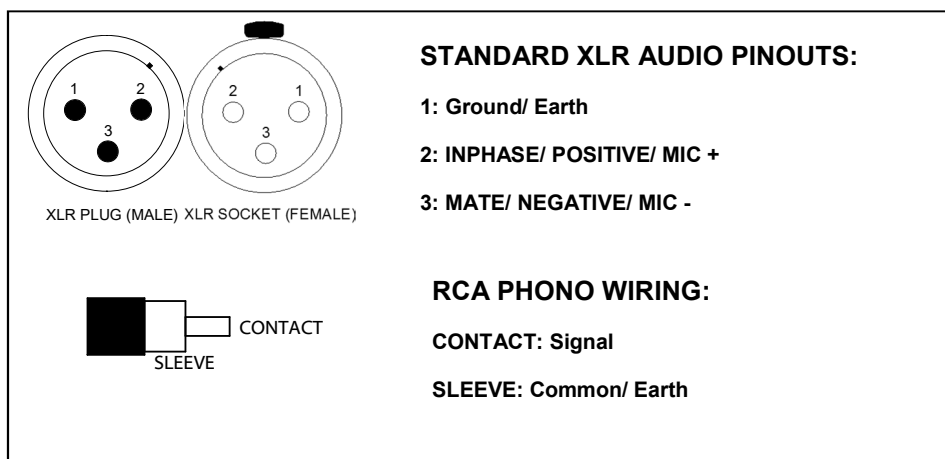 STANDARD XLR AUDIO PINOUTS:
1: Ground/ Earth
2: INPHASE/ POSITIVE/ MIC +
3: MATE/ NEGATIVE/ MIC -
1 2
3
2 1
3
XLR PLUG (MALE) XLR SOCKET (FEMALE)
RCA PHONO WIRING:
CONTACT: Signal
SLEEVE: Common/ Earth
CONTACT
SLEEVE